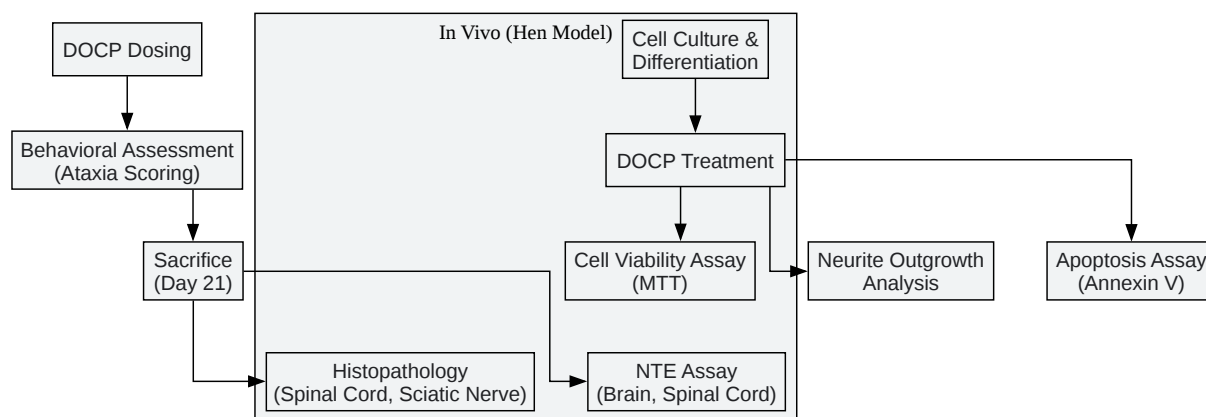 In Vivo (Hen Model)
DOCP Dosing
Cell Culture &
Differentiation
Behavioral Assessment
(Ataxia Scoring)
DOCP Treatment
Sacrifice
(Day 21)
Cell Viability Assay
(MTT)
Neurite Outgrowth
Analysis
Apoptosis Assay
(Annexin V)
Histopathology
(Spinal Cord, Sciatic Nerve)
NTE Assay
(Brain, Spinal Cord)